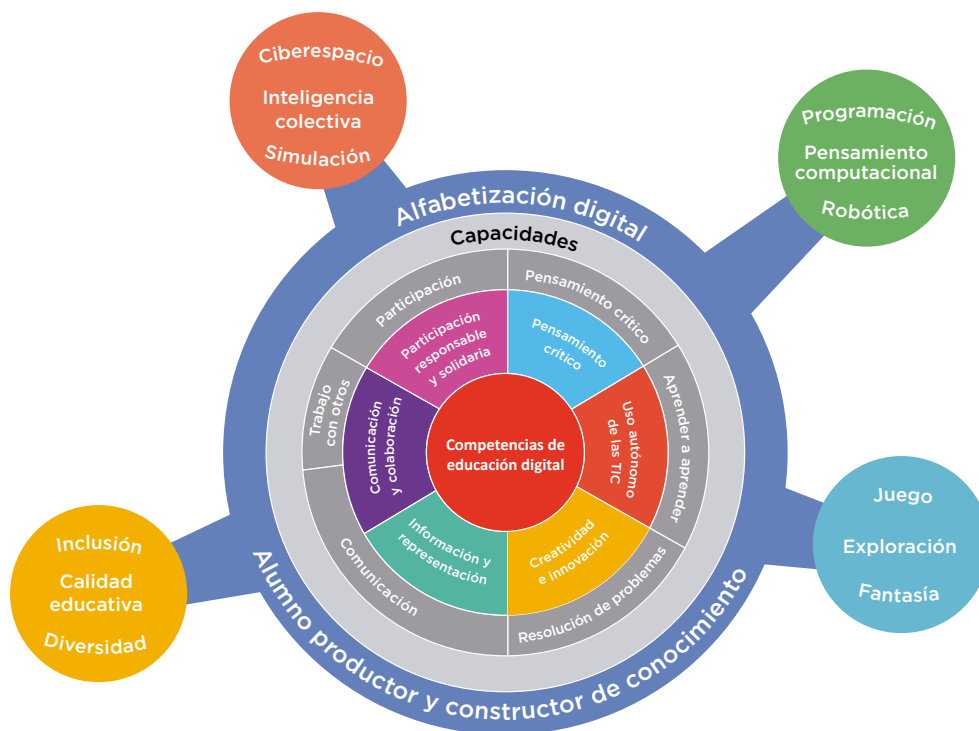 Ciberespacio
Inteligencia
colectiva
Simulación
Programación
Pensamiento
computacional
Robótica
Alfabetización digital
Capacidades
Participación
Pensamiento crítico
Participación
responsable
y solidaria
Pensamiento
crítico
Trabajo
con otros
Comunicación
y colaboración
Competencias de
educación digital
Uso autónomo
de las TIC
Aprender a aprender
Información y
representación
Creatividad
e innovación
Comunicación
Resolución de problemas
Juego
Exploración
Fantasía
Inclusión
Calidad
educativa
Diversidad
Alumno productor y constructor de conocimiento